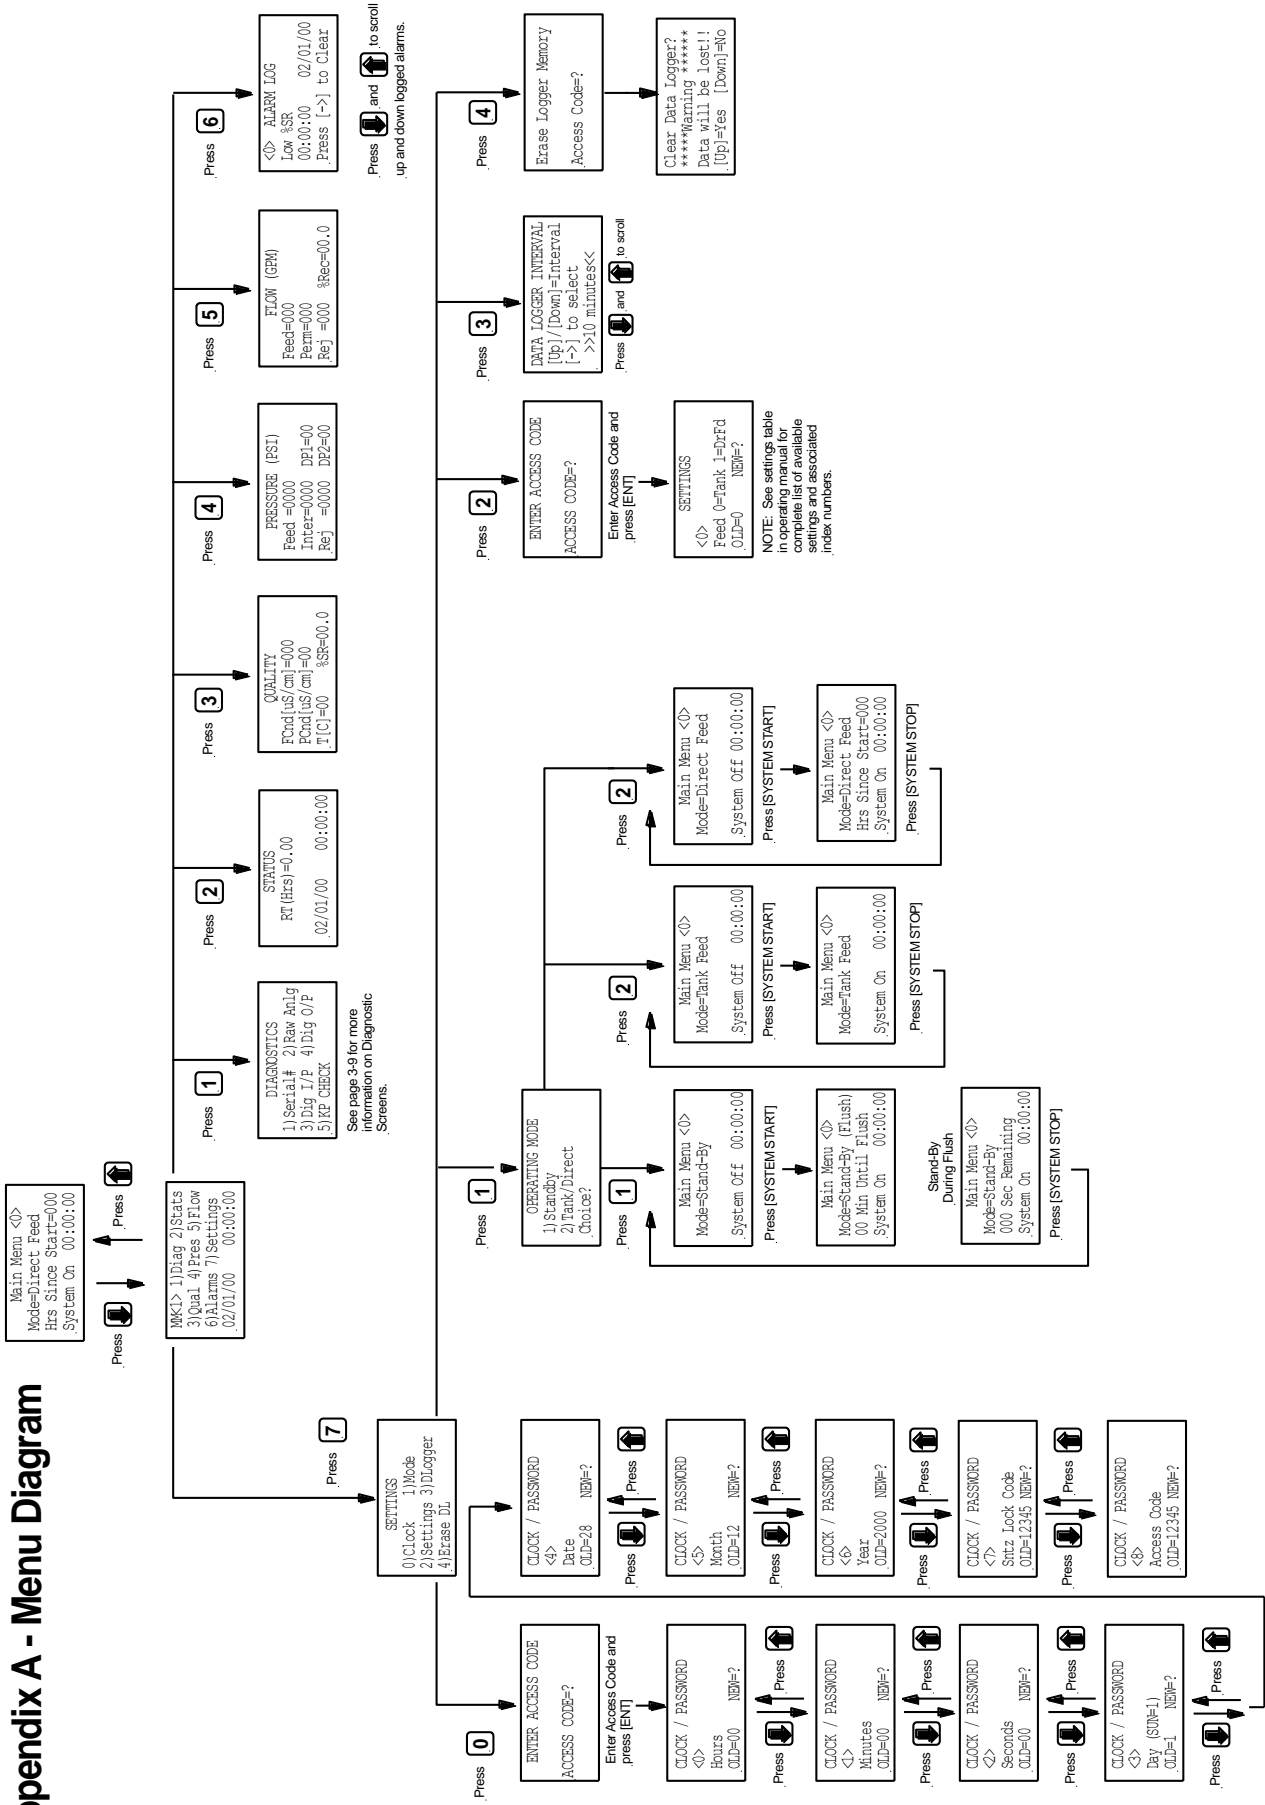 ppendix A - Menu Diagram
Main Menu <0>
Mode=Direct Feed
Hrs Since Start=000
System On 00:00:00
Press
Press
MMK1> 1)Diag 2)Stats
3)Qual 4)Pres 5)Flow
6)Alarms 7)Settings
02/01/00 00:00:00
Press 1
DIAGNOSTICS
1)Serial# 2)Raw Anlg
3)Dig I/P 4)Dig O/P
5)KP CHECK
See page 3-9 for more
information on Diagnostic
Screens.
Press 2
STATUS
RT(Hrs)=0.00
02/01/00 00:00:00
Press 3
QUALITY
FCnd[uS/cm]=000
PCnd[uS/cm]=00
T[C]=00 %SR=00.0
Press 4
PRESSURE (PSI)
Feed =0000
Inter=0000 DP1=00
Rej =0000 DP2=00
Press 5
FLOW (GPM)
Feed=000
Perm=000
Rej =000 %Rec=00.0
Press 6
<0> ALARM LOG
Low %SR
00:00:00 02/01/00
Press [->] to Clear
Press and to scroll
up and down logged alarms.
Press 7
SETTINGS
0)Clock 1)Mode
2)Settings 3)DLogger
4)Erase DL
Press 0
ENTER ACCESS CODE
ACCESS CODE=?
Enter Access Code and
press [ENT]
CLOCK / PASSWORD
<0>
Hours
OLD=00 NEW=?
Press
Press
CLOCK / PASSWORD
<1>
Minutes
OLD=00 NEW=?
Press
Press
CLOCK / PASSWORD
<2>
Seconds
OLD=00 NEW=?
Press
Press
CLOCK / PASSWORD
<3>
Day (SUN=1)
OLD=1 NEW=?
Press
Press
CLOCK / PASSWORD
<4>
Date
OLD=28 NEW=?
Press
Press
CLOCK / PASSWORD
<5>
Month
OLD=12 NEW=?
Press
Press
CLOCK / PASSWORD
<6>
Year
OLD=2000 NEW=?
Press
Press
CLOCK / PASSWORD
<7>
Sntz Lock Code
OLD=12345 NEW=?
Press
Press
CLOCK / PASSWORD
<8>
Access Code
OLD=12345 NEW=?
Press 1
OPERATING MODE
1)Standby
2)Tank/Direct
Choice?
Press 1
Main Menu <0>
Mode=Stand-By
System Off 00:00:00
Press [SYSTEM START]
Main Menu <0>
Mode=Stand-By (Flush)
00 Min Until Flush
System On 00:00:00
Stand-By
During Flush
Main Menu <0>
Mode=Stand-By
000 Sec Remaining
System On 00:00:00
Press [SYSTEM STOP]
Press 2
Main Menu <0>
Mode=Tank Feed
System Off 00:00:00
Press [SYSTEM START]
Main Menu <0>
Mode=Tank Feed
System On 00:00:00
Press [SYSTEM STOP]
Press 2
Main Menu <0>
Mode=Direct Feed
System Off 00:00:00
Press [SYSTEM START]
Main Menu <0>
Mode=Direct Feed
Hrs Since Start=000
System On 00:00:00
Press [SYSTEM STOP]
Press 2
ENTER ACCESS CODE
ACCESS CODE=?
Enter Access Code and
press [ENT]
SETTINGS
<0>
Feed 0=Tank 1=DrFd
OLD=0 NEW=?
NOTE: See settings table
in operating manual for
complete list of available
settings and associated
index numbers.
Press 3
DATA LOGGER INTERVAL
[Up]/[Down]=Interval
[->] to select
>>10 minutes<<
Press and to scroll
Press 4
Erase Logger Memory
Access Code=?
Clear Data Logger?
*****Warning ******
Data will be lost!!
[Up]=Yes [Down]=No